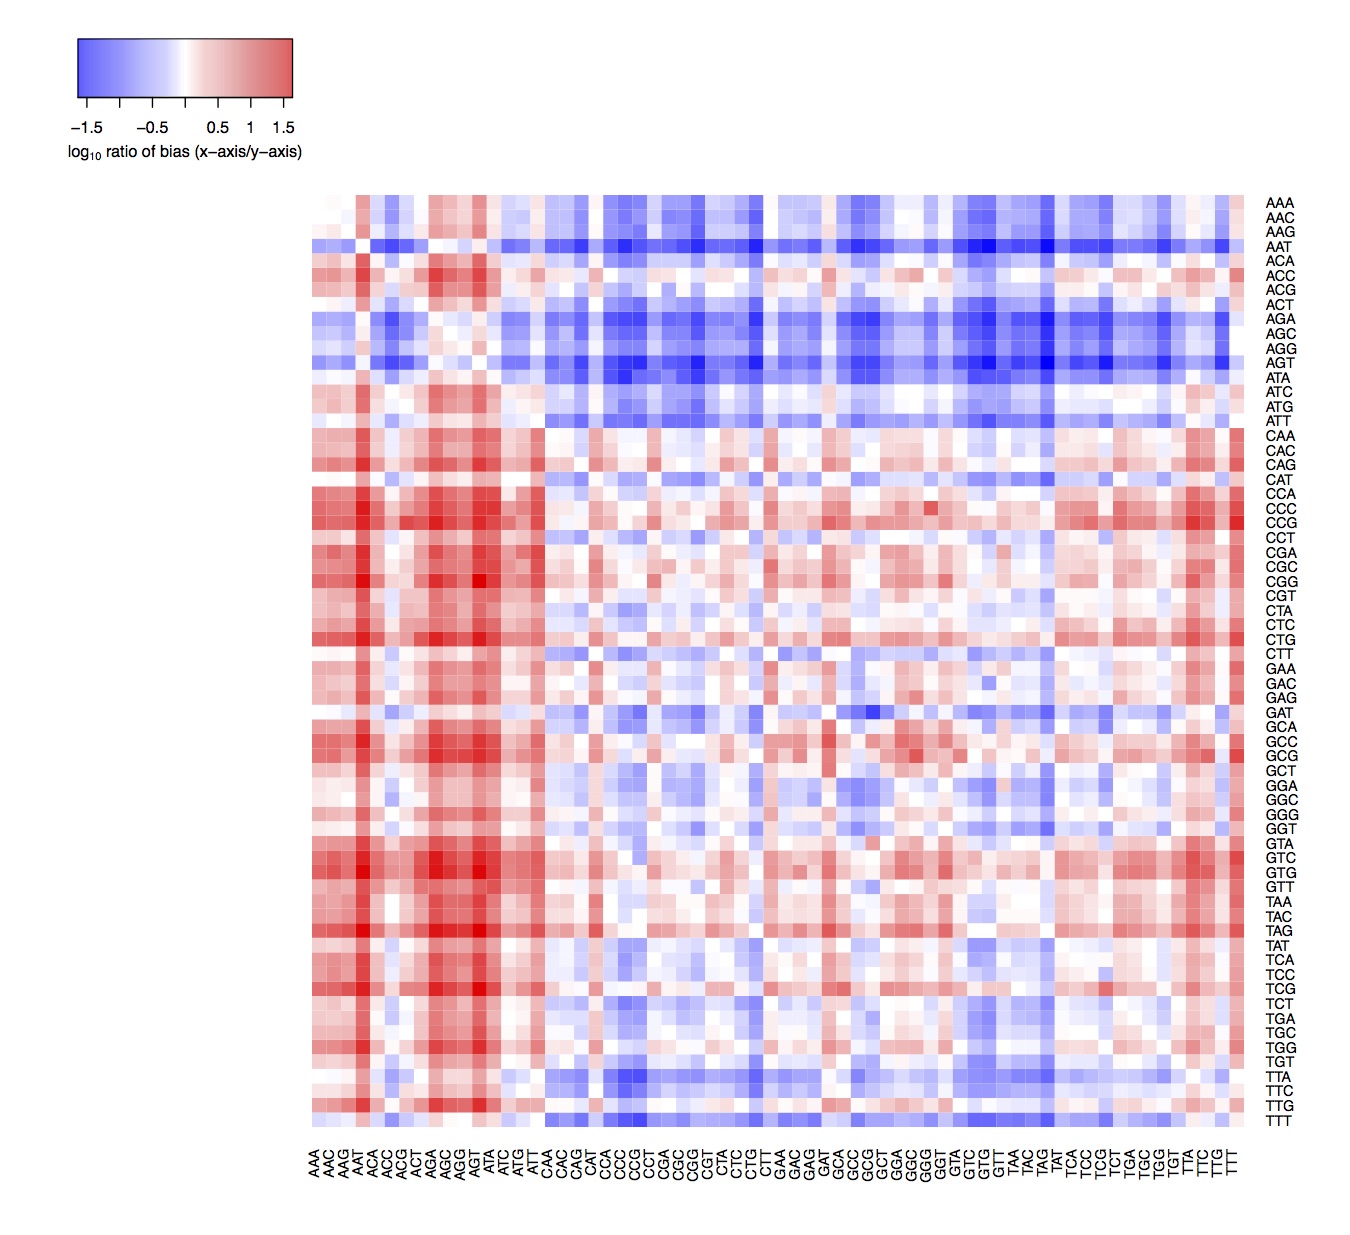 −1.5 −0.5 0.5 1 1.5
log10 ratio of bias (x−axis/y−axis)
AAA
AAC
AAG
AAT
ACA
ACC
ACG
ACT
AGA
AGC
AGG
AGT
ATA
ATC
ATG
ATT
CAA
CAC
CAG
CAT
CCA
CCC
CCG
CCT
CGA
CGC
CGG
CGT
CTA
CTC
CTG
CTT
GAA
GAC
GAG
GAT
GCA
GCC
GCG
GCT
GGA
GGC
GGG
GGT
GTA
GTC
GTG
GTT
TAA
TAC
TAG
TAT
TCA
TCC
TCG
TCT
TGA
TGC
TGG
TGT
TTA
TTC
TTG
TTT
AAA AAC AAG AAT ACA ACC ACG ACT AGA AGC AGG AGT ATA ATC ATG ATT CAA CAC CAG CAT CCA CCC CCG CCT CGA CGC CGG CGT CTA CTC CTG CTT GAA GAC GAG GAT GCA GCC GCG GCT GGA GGC GGG GGT GTA GTC GTG GTT TAA TAC TAG TAT TCA TCC TCG TCT TGA TGC TGG TGT TTA TTC TTG TTT